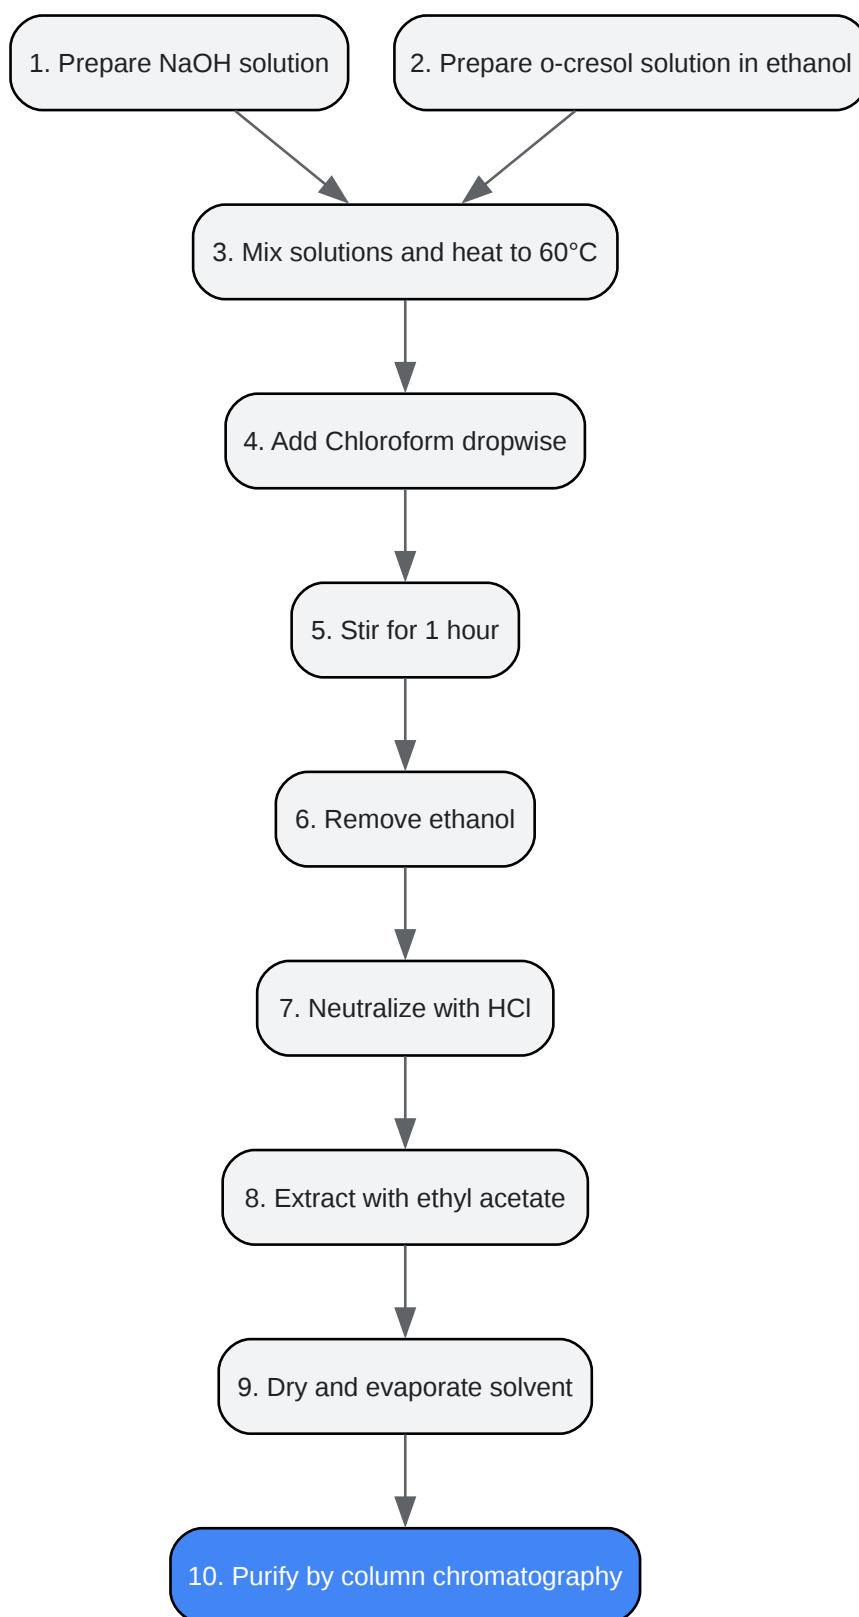 1. Prepare NaOH solution
2. Prepare o-cresol solution in ethanol
3. Mix solutions and heat to 60°C
4. Add Chloroform dropwise
5. Stir for 1 hour
6. Remove ethanol
7. Neutralize with HCl
8. Extract with ethyl acetate
9. Dry and evaporate solvent
10. Purify by column chromatography